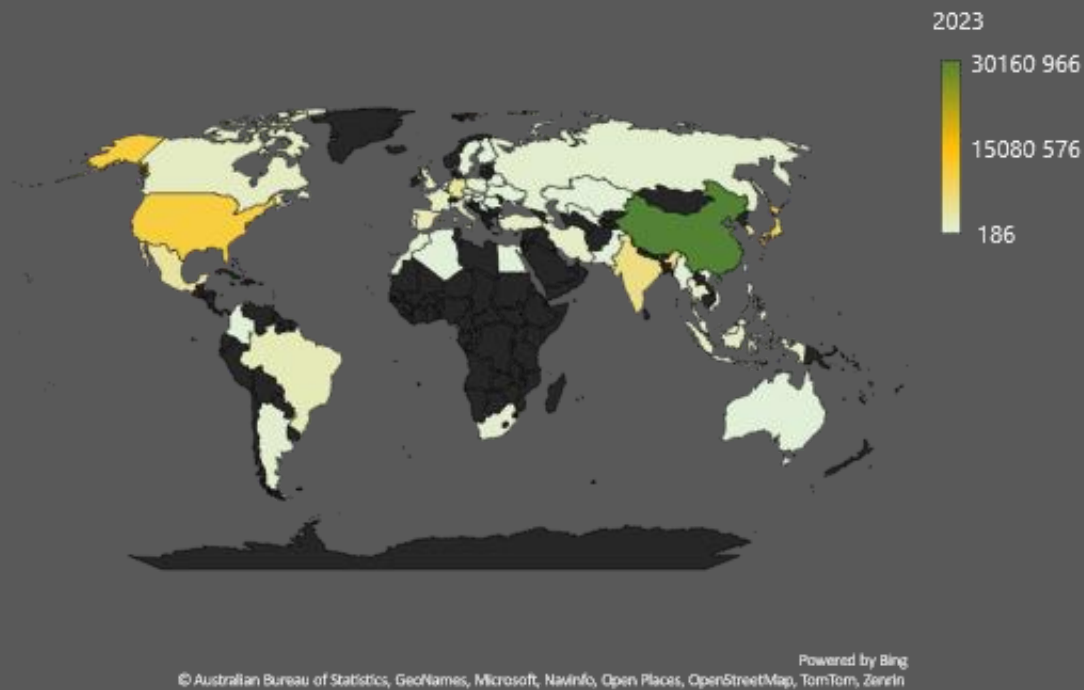 2023
30160 966
15080 576
186
Powered by Bing
© Australian Bureau of Statistics, GeoNames, Microsoft, Navinfo, Open Places, OpenStreetMap, TomTom, Zenrin